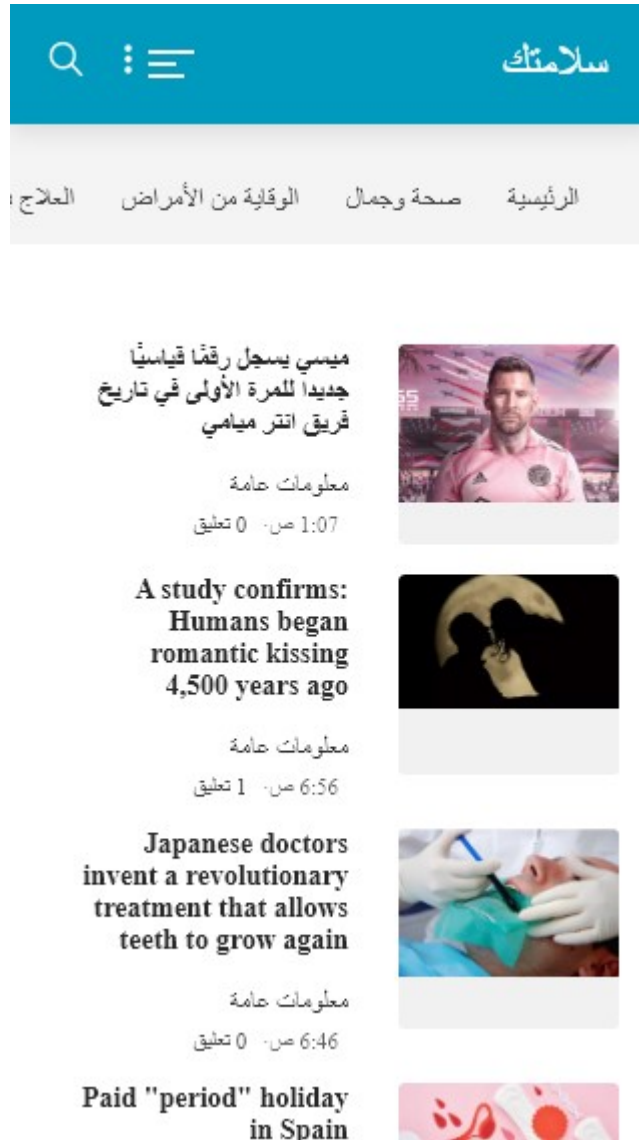 سلامتك
الرئيسية
صحة وجمال
الوقاية من الأمراض
العلاج
ميسي يسجل رقمًا قياسيًا
جديدا للمرة الأولى في تاريخ
فريق انتر ميامي
معلومات عامة
1:07 ص· 0 تعليق
A study confirms:
Humans began
romantic kissing
4,500 years ago
معلومات عامة
6:56 ص· 1 تعليق
Japanese doctors
invent a revolutionary
treatment that allows
teeth to grow again
معلومات عامة
6:46 ص· 0 تعليق
Paid "period" holiday
in Spain